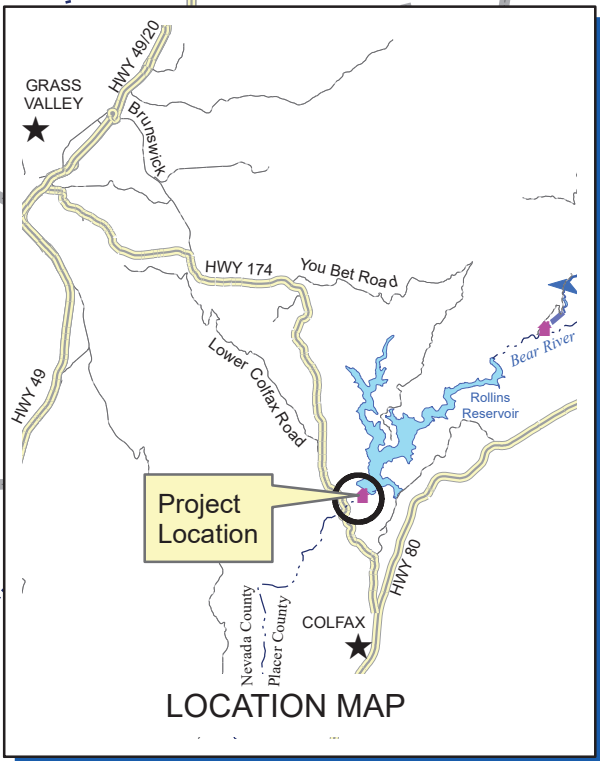 HWY 49/20
GRASS
VALLEY
Brunswick
HWY 174
You Bet Road
Bear River
Lower Colfax Road
HWY 49
Rollins
Reservoir
Project
Location
HWY 80
Nevada County
Placer County
COLFAX
LOCATION MAP